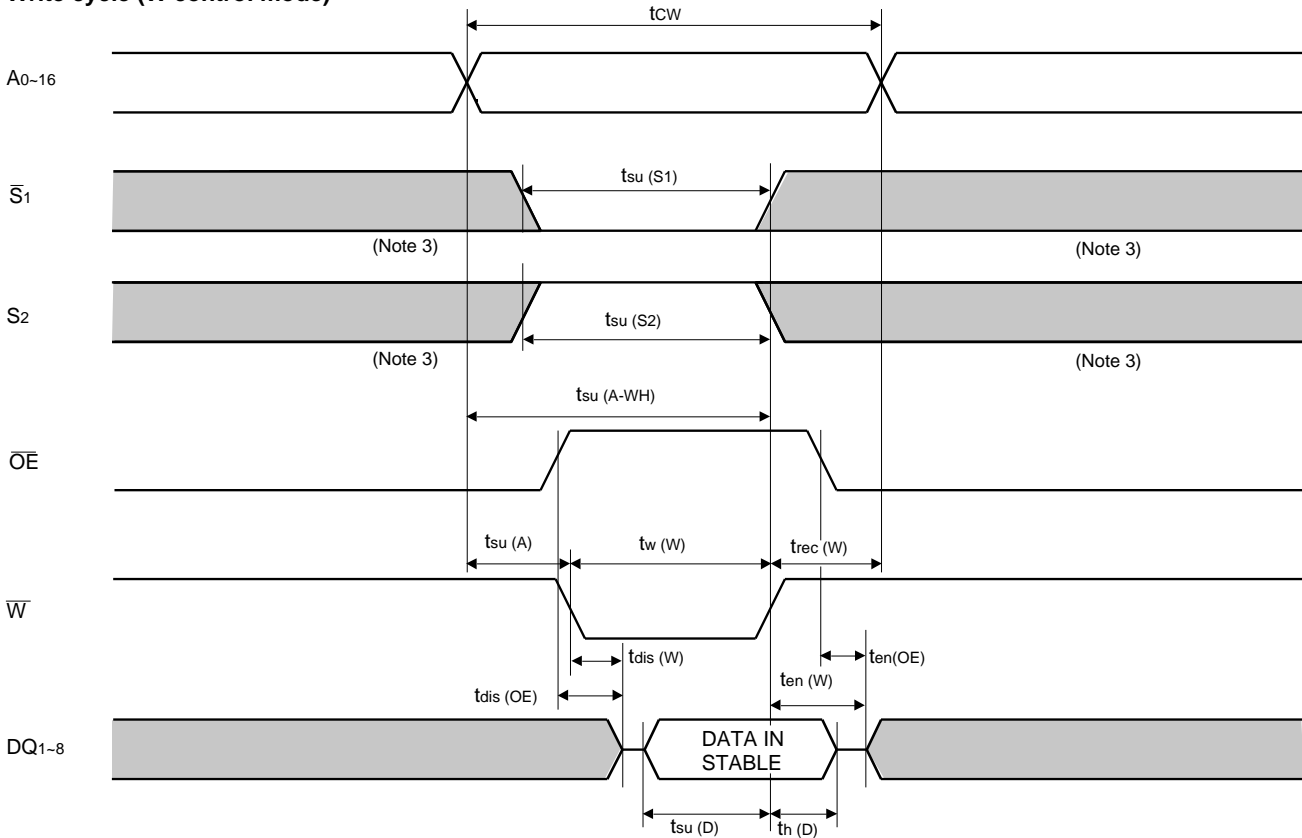 Write cycle (W control mode)
tCW
A0~16
S̅1
tsu (S1)
(Note 3)
(Note 3)
S2
tsu (S2)
(Note 3)
(Note 3)
tsu (A-WH)
O̅E̅
tsu (A)
tw (W)
trec (W)
W̅
tdis (W)
ten(OE)
tdis (OE)
ten (W)
DQ1~8
DATA IN
STABLE
tsu (D)
th (D)